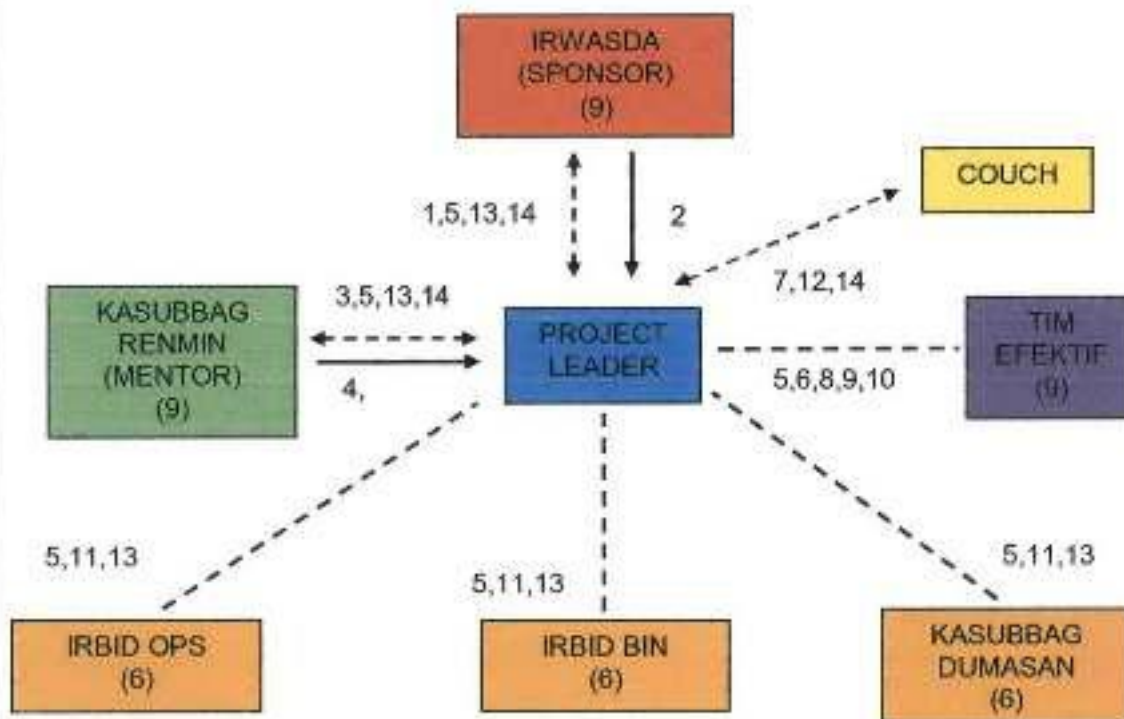 IRWASDA
(SPONSOR)
(9)
COUCH
1,5,13,14
2
7,12,14
KASUBBAG
RENMIN
(MENTOR)
(9)
3,5,13,14
4,
PROJECT
LEADER
TIM
EFEKTIF
(9)
5,6,8,9,10
5,11,13
5,11,13
5,11,13
IRBID OPS
(6)
IRBID BIN
(6)
KASUBBAG
DUMASAN
(6)